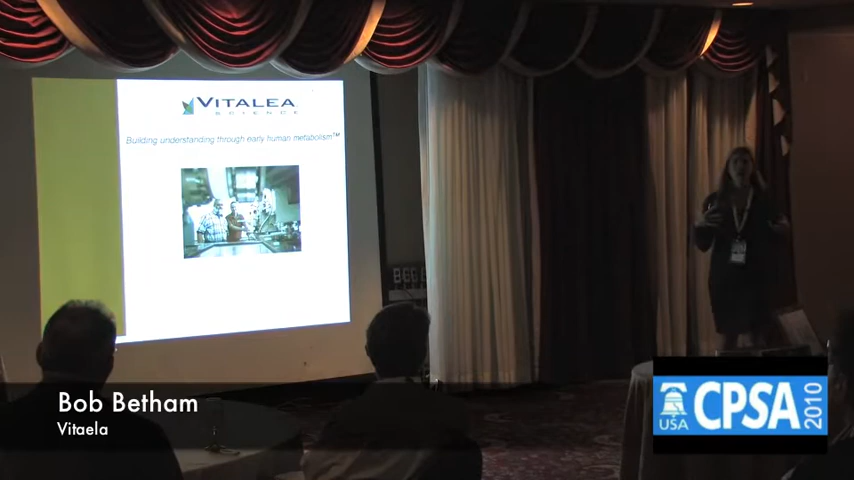 VITALEA
SCIENCE
Building understanding through early human metabolism™
Bob Betham
Vitaela
USA
CPSA
2010